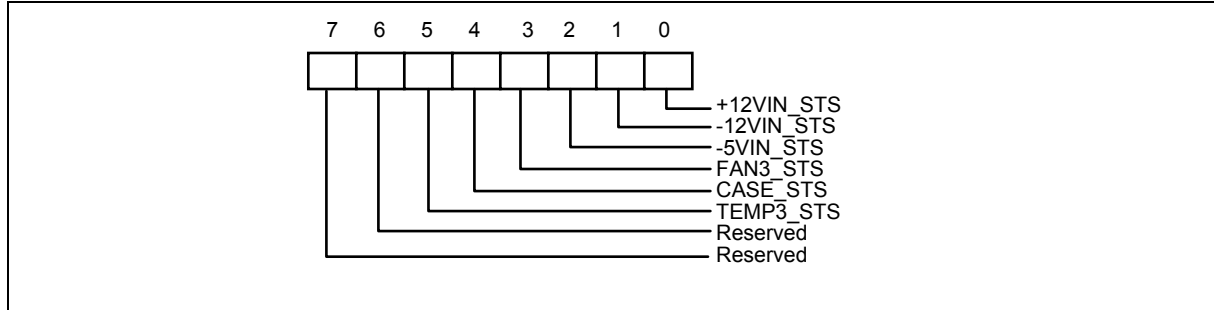 7 6 5 4 3 2 1 0
+12VIN_STS
-12VIN_STS
-5VIN_STS
FAN3_STS
CASE_STS
TEMP3_STS
Reserved
Reserved